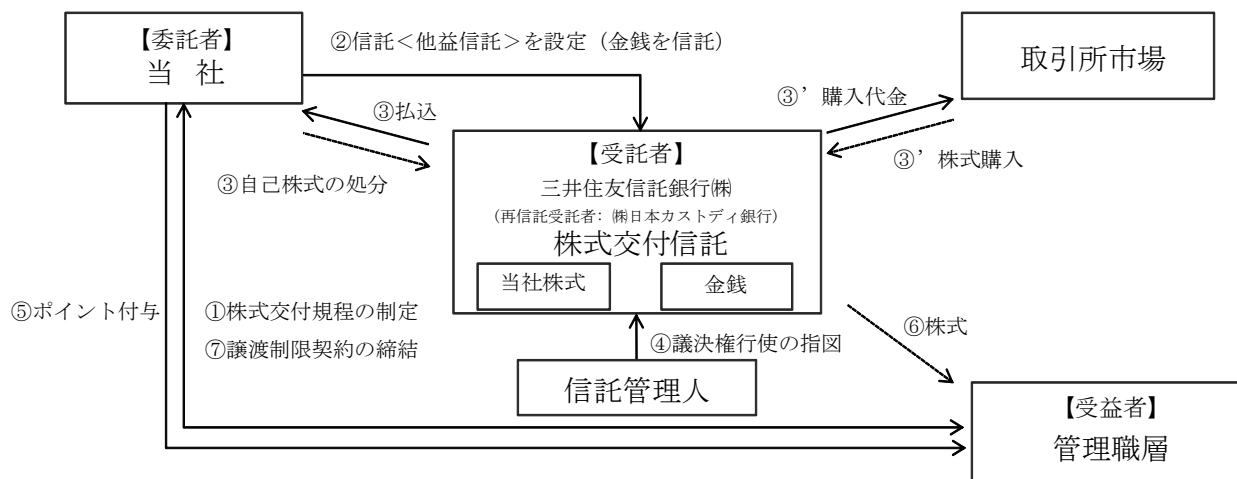 【委託者】
当 社
②信託＜他益信託＞を設定（金銭を信託）
取引所市場
③払込
③’購入代金
③自己株式の処分
③’株式購入
【受託者】
三井住友信託銀行㈱
(再信託受託者：㈱日本カストディ銀行)
株式交付信託
当社株式
金銭
⑤ポイント付与
①株式交付規程の制定
⑦譲渡制限契約の締結
④議決権行使の指図
⑥株式
信託管理人
【受益者】
管理職層